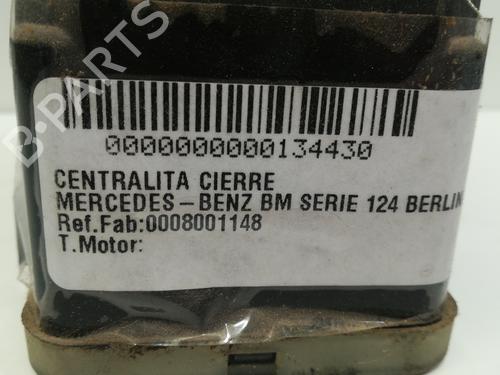 B-PARTS
0000000000134430
CENTRALITA CIERRE
MERCEDES-BENZ BM SERIE 124 BERLIN
Ref.Fab:0008001148
T.Motor: